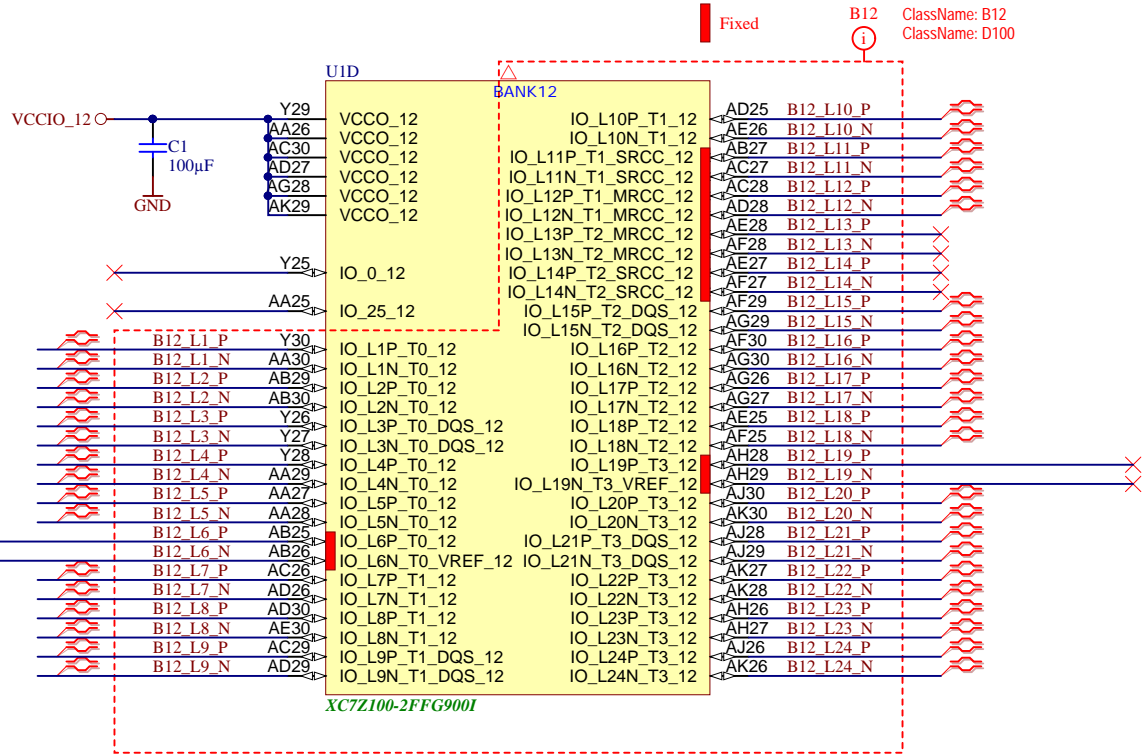 Fixed
B12
ClassName: B12
ClassName: D100
i
U1D
BANK12
VCCIO_12
C1
100µF
GND
Y29 VCCO_12
AA26 VCCO_12
AC30 VCCO_12
AD27 VCCO_12
AG28 VCCO_12
AK29 VCCO_12
Y25 IO_0_12
AA25 IO_25_12
B12_L1_P Y30 IO_L1P_T0_12
B12_L1_N AA30 IO_L1N_T0_12
B12_L2_P AB29 IO_L2P_T0_12
B12_L2_N AB30 IO_L2N_T0_12
B12_L3_P Y26 IO_L3P_T0_DQS_12
B12_L3_N Y27 IO_L3N_T0_DQS_12
B12_L4_P Y28 IO_L4P_T0_12
B12_L4_N AA29 IO_L4N_T0_12
B12_L5_P AA27 IO_L5P_T0_12
B12_L5_N AA28 IO_L5N_T0_12
B12_L6_P AB25 IO_L6P_T0_12
B12_L6_N AB26 IO_L6N_T0_VREF_12
B12_L7_P AC26 IO_L7P_T1_12
B12_L7_N AD26 IO_L7N_T1_12
B12_L8_P AD30 IO_L8P_T1_12
B12_L8_N AE30 IO_L8N_T1_12
B12_L9_P AC29 IO_L9P_T1_DQS_12
B12_L9_N AD29 IO_L9N_T1_DQS_12
IO_L10P_T1_12 AD25 B12_L10_P
IO_L10N_T1_12 AE26 B12_L10_N
IO_L11P_T1_SRCC_12 AB27 B12_L11_P
IO_L11N_T1_SRCC_12 AC27 B12_L11_N
IO_L12P_T1_MRCC_12 AC28 B12_L12_P
IO_L12N_T1_MRCC_12 AD28 B12_L12_N
IO_L13P_T2_MRCC_12 AE28 B12_L13_P
IO_L13N_T2_MRCC_12 AF28 B12_L13_N
IO_L14P_T2_SRCC_12 AE27 B12_L14_P
IO_L14N_T2_SRCC_12 AF27 B12_L14_N
IO_L15P_T2_DQS_12 AF29 B12_L15_P
IO_L15N_T2_DQS_12 AG29 B12_L15_N
IO_L16P_T2_12 AF30 B12_L16_P
IO_L16N_T2_12 AG30 B12_L16_N
IO_L17P_T2_12 AG26 B12_L17_P
IO_L17N_T2_12 AG27 B12_L17_N
IO_L18P_T2_12 AE25 B12_L18_P
IO_L18N_T2_12 AF25 B12_L18_N
IO_L19P_T3_12 AH28 B12_L19_P
IO_L19N_T3_VREF_12 AH29 B12_L19_N
IO_L20P_T3_12 AJ30 B12_L20_P
IO_L20N_T3_12 AK30 B12_L20_N
IO_L21P_T3_DQS_12 AJ28 B12_L21_P
IO_L21N_T3_DQS_12 AJ29 B12_L21_N
IO_L22P_T3_12 AK27 B12_L22_P
IO_L22N_T3_12 AK28 B12_L22_N
IO_L23P_T3_12 AH26 B12_L23_P
IO_L23N_T3_12 AH27 B12_L23_N
IO_L24P_T3_12 AJ26 B12_L24_P
IO_L24N_T3_12 AK26 B12_L24_N
XC7Z100-2FFG900I